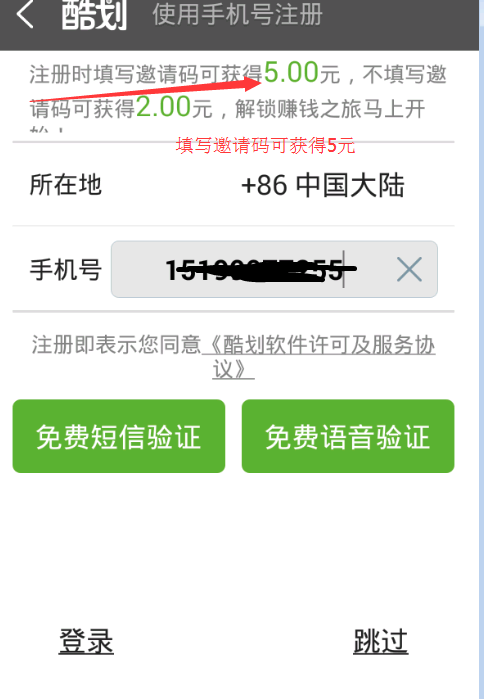 酷划 使用手机号注册
注册时填写邀请码可获得5.00元，不填写邀
请码可获得2.00元，解锁赚钱之旅马上开
始！
填写邀请码可获得5元
所在地 +86 中国大陆
手机号
注册即表示您同意《酷划软件许可及服务协
议》
免费短信验证 免费语音验证
登录 跳过